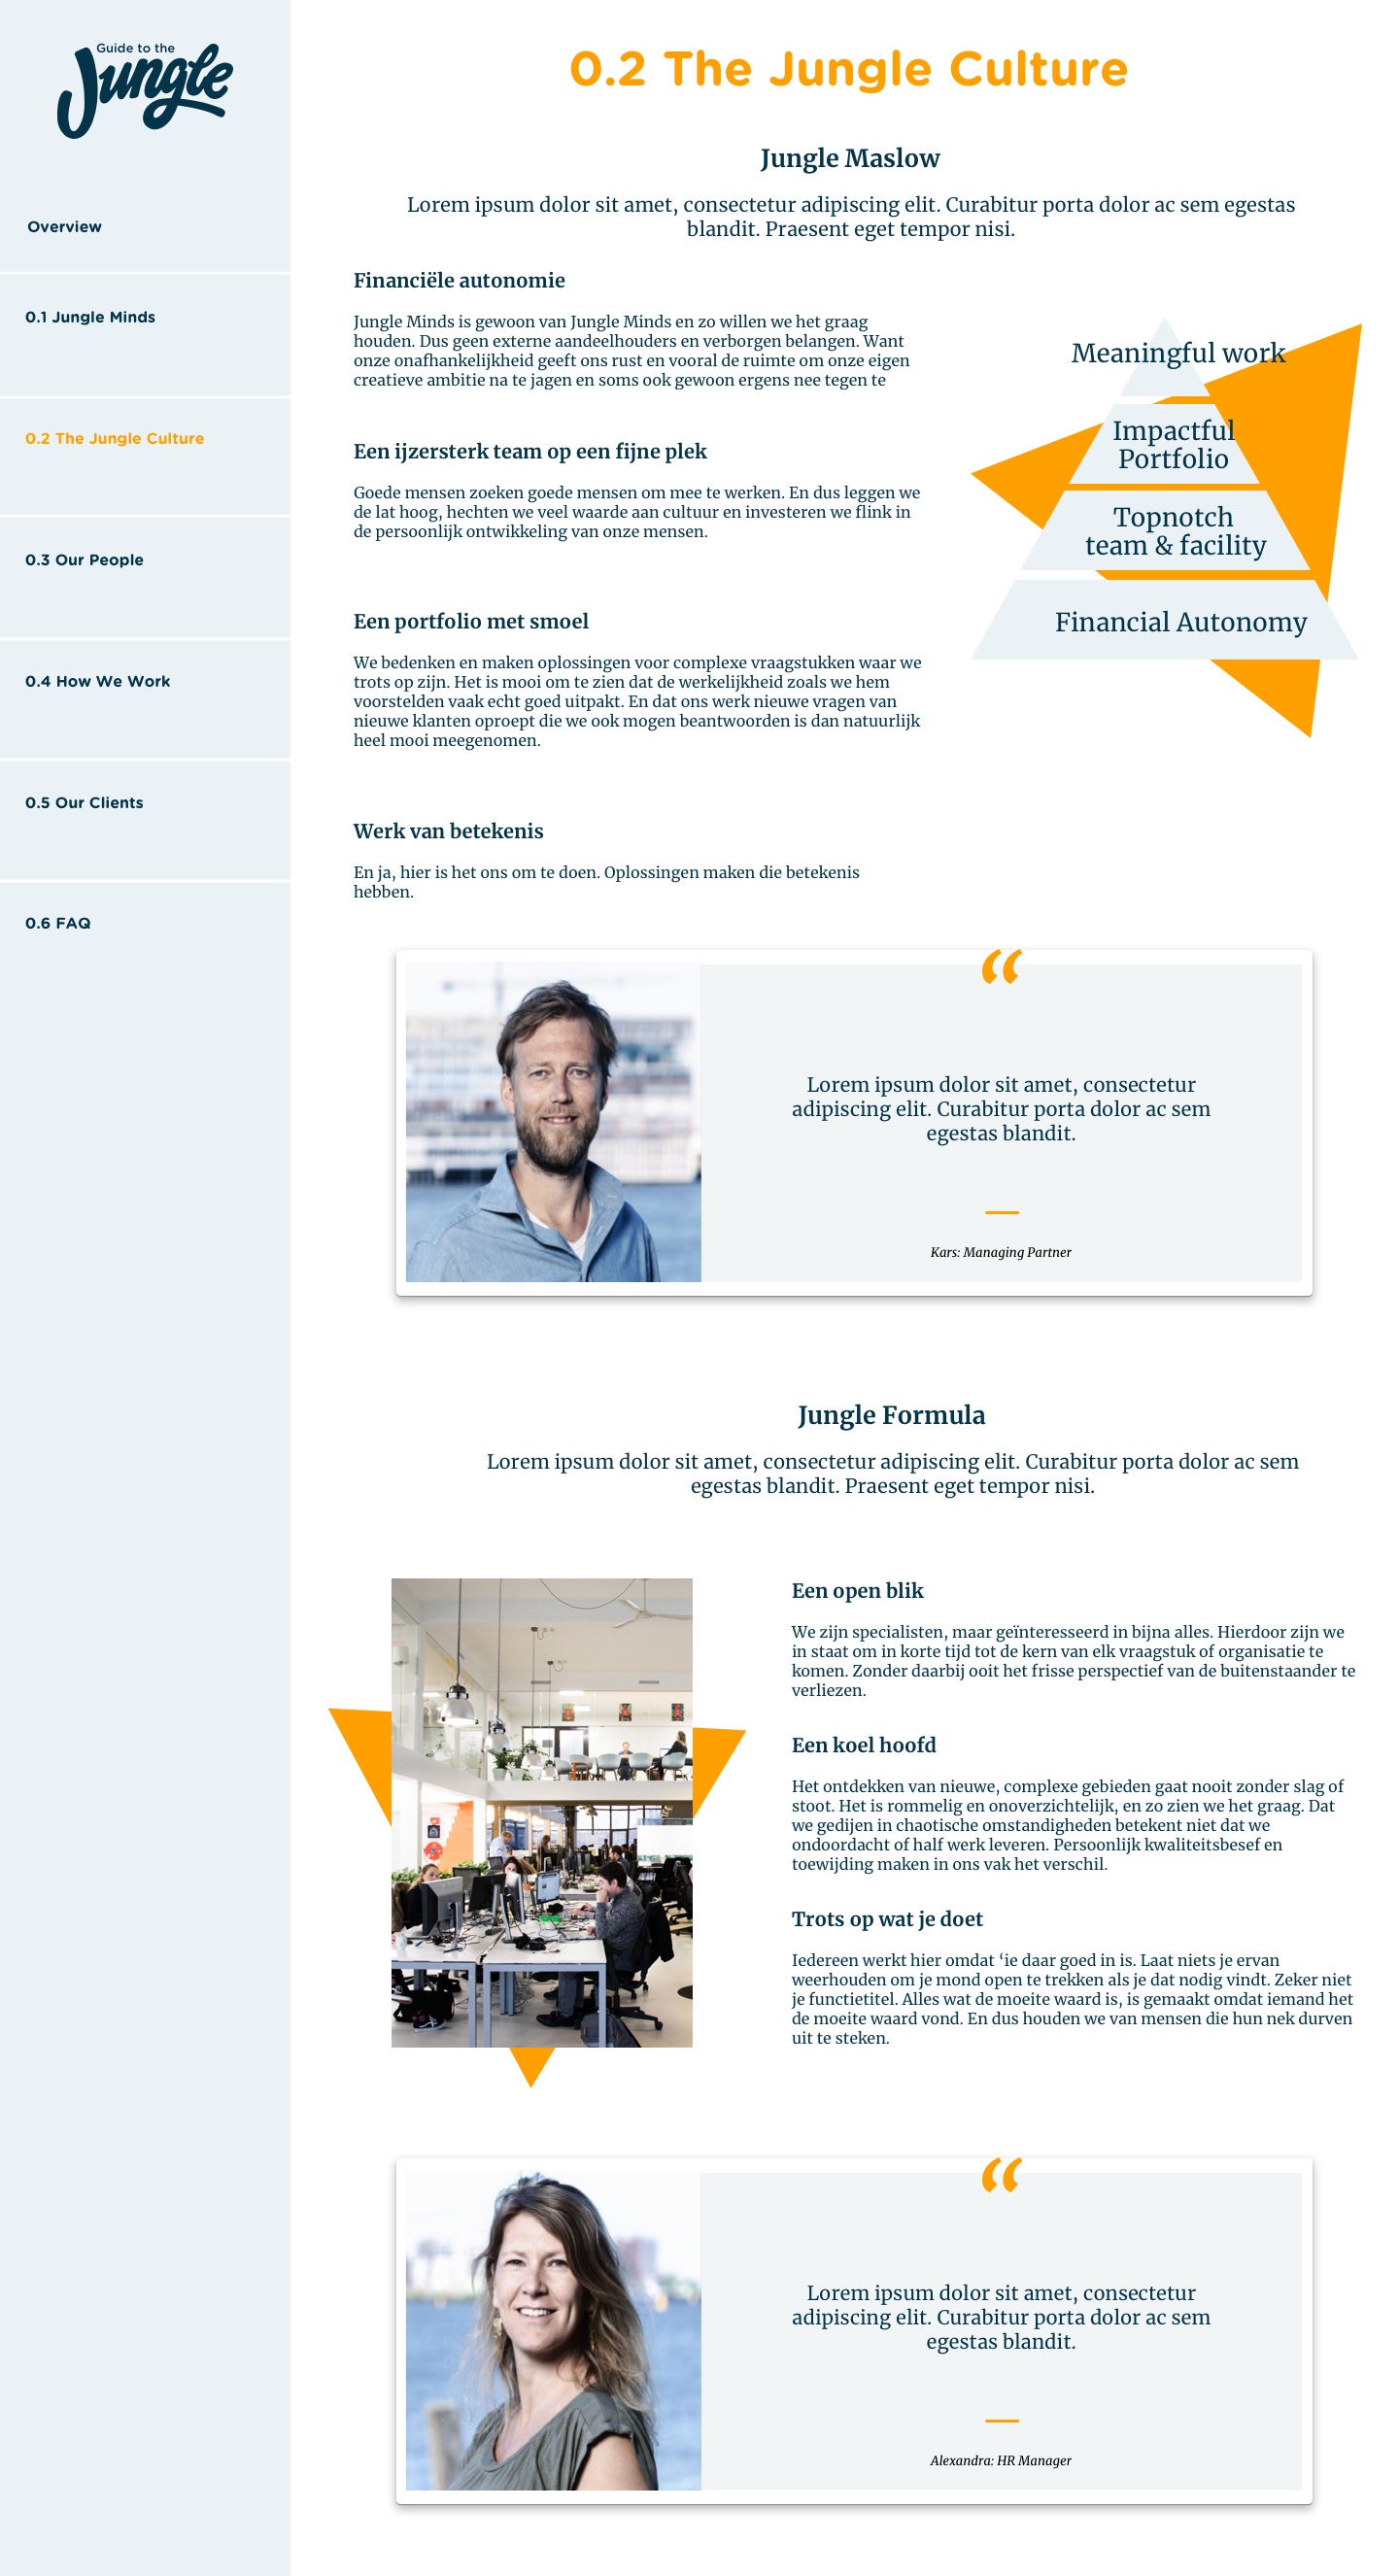 Guide to the
Jungle
Overview
0.1 Jungle Minds
0.2 The Jungle Culture
0.3 Our People
0.4 How We Work
0.5 Our Clients
0.6 FAQ
0.2 The Jungle Culture
Jungle Maslow
Lorem ipsum dolor sit amet, consectetur adipiscing elit. Curabitur porta dolor ac sem egestas
blandit. Praesent eget tempor nisi.
Financiële autonomie
Jungle Minds is gewoon van Jungle Minds en zo willen we het graag
houden. Dus geen externe aandeelhouders en verborgen belangen. Want
onze onafhankelijkheid geeft ons rust en vooral de ruimte om onze eigen
creatieve ambitie na te jagen en soms ook gewoon ergens nee tegen te
Een ijzersterk team op een fijne plek
Goede mensen zoeken goede mensen om mee te werken. En dus leggen we
de lat hoog, hechten we veel waarde aan cultuur en investeren we flink in
de persoonlijk ontwikkeling van onze mensen.
Een portfolio met smoel
We bedenken en maken oplossingen voor complexe vraagstukken waar we
trots op zijn. Het is mooi om te zien dat de werkelijkheid zoals we hem
voorstelden vaak echt goed uitpakt. En dat ons werk nieuwe vragen van
nieuwe klanten oproept die we ook mogen beantwoorden is dan natuurlijk
heel mooi meegenomen.
Werk van betekenis
En ja, hier is het ons om te doen. Oplossingen maken die betekenis
hebben.
Meaningful work
Impactful
Portfolio
Topnotch
team & facility
Financial Autonomy
“
Lorem ipsum dolor sit amet, consectetur
adipiscing elit. Curabitur porta dolor ac sem
egestas blandit.
Kars: Managing Partner
Jungle Formula
Lorem ipsum dolor sit amet, consectetur adipiscing elit. Curabitur porta dolor ac sem
egestas blandit. Praesent eget tempor nisi.
Een open blik
We zijn specialisten, maar geïnteresseerd in bijna alles. Hierdoor zijn we
in staat om in korte tijd tot de kern van elk vraagstuk of organisatie te
komen. Zonder daarbij ooit het frisse perspectief van de buitenstaander te
verliezen.
Een koel hoofd
Het ontdekken van nieuwe, complexe gebieden gaat nooit zonder slag of
stoot. Het is rommelig en onoverzichtelijk, en zo zien we het graag. Dat
we gedijen in chaotische omstandigheden betekent niet dat we
ondoordacht of half werk leveren. Persoonlijk kwaliteitsbesef en
toewijding maken in ons vak het verschil.
Trots op wat je doet
Iedereen werkt hier omdat ‘ie daar goed in is. Laat niets je ervan
weerhouden om je mond open te trekken als je dat nodig vindt. Zeker niet
je functietitel. Alles wat de moeite waard is, is gemaakt omdat iemand het
de moeite waard vond. En dus houden we van mensen die hun nek durven
uit te steken.
“
Lorem ipsum dolor sit amet, consectetur
adipiscing elit. Curabitur porta dolor ac sem
egestas blandit.
Alexandra: HR Manager